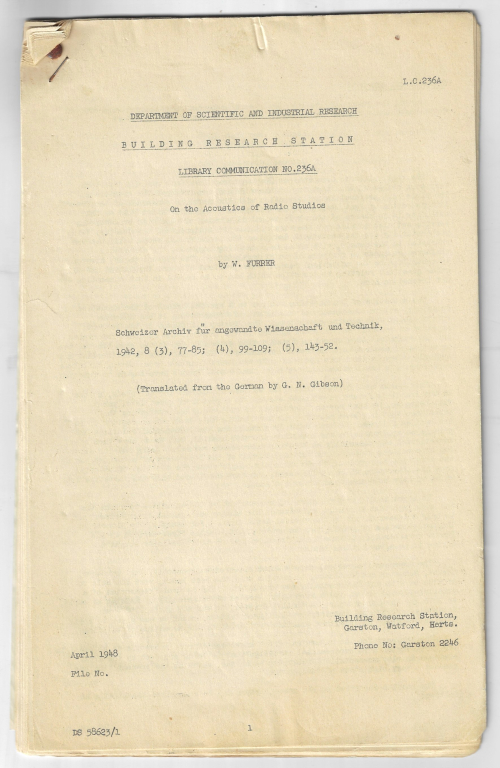 L.C.236A
DEPARTMENT OF SCIENTIFIC AND INDUSTRIAL RESEARCH
BUILDING RESEARCH STATION
LIBRARY COMMUNICATION NO.236A
On the Acoustics of Radio Studios
by W. FURRER
Schweizer Archiv für angewandte Wissenschaft und Technik,
1942, 8 (3), 77-85; (4), 99-109; (5), 143-52.
(Translated from the German by G. N. Gibson)
Building Research Station,
Garston, Watford, Herts.
Phone No: Garston 2246
April 1948
File No.
DS 58623/1
1